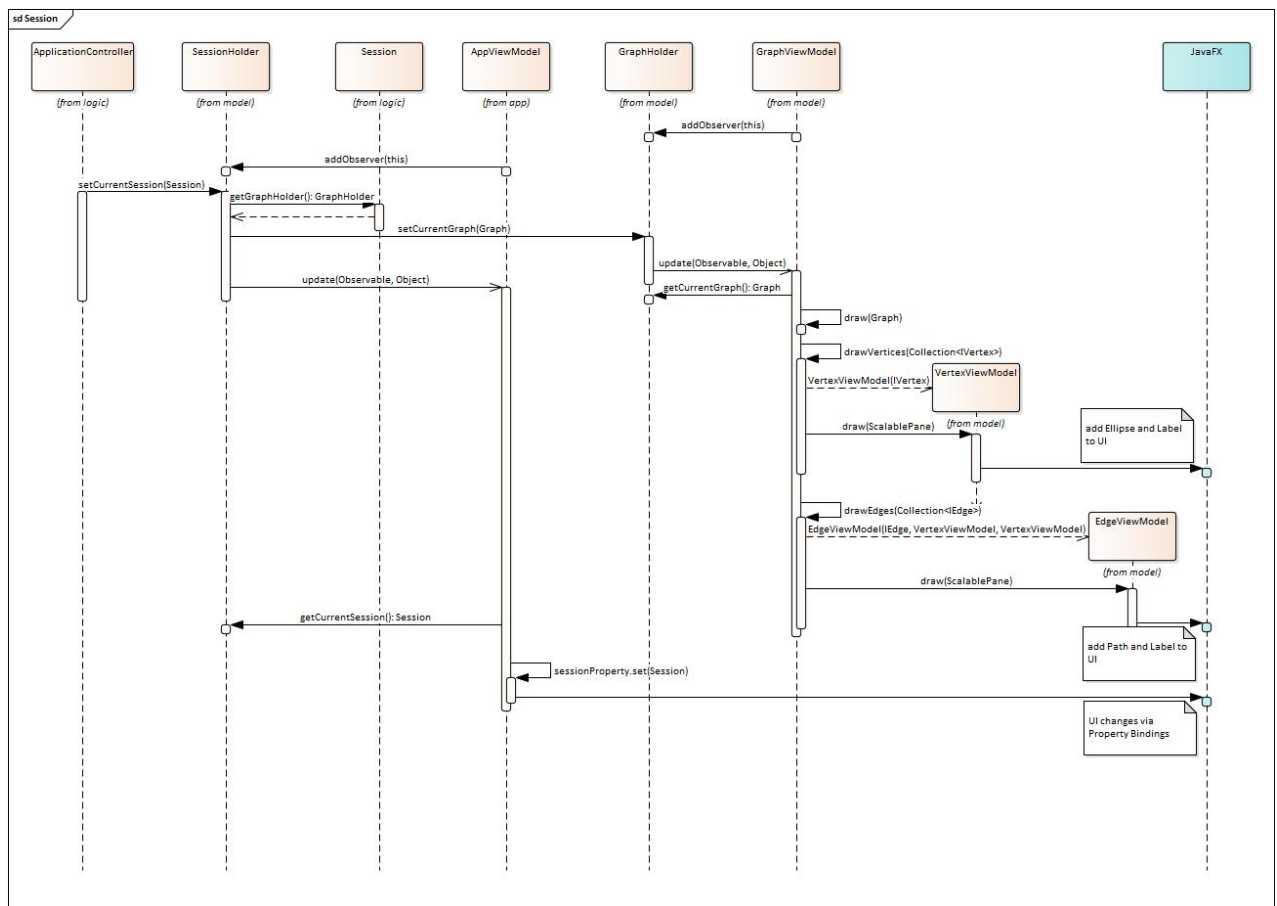 sd Session
ApplicationController
SessionHolder
Session
AppViewModel
GraphHolder
GraphViewModel
JavaFX
(from logic)
(from model)
(from logic)
(from app)
(from model)
(from model)
addObserver(this)
addObserver(this)
setCurrentSession(Session)
getGraphHolder(): GraphHolder
setCurrentGraph(Graph)
update(Observable, Object)
update(Observable, Object)
getCurrentGraph(): Graph
draw(Graph)
drawVertices(Collection<IVertex>)
VertexViewModel
VertexViewModel(IVertex)
(from model)
draw(ScalablePane)
add Ellipse and Label
to UI
drawEdges(Collection<IEdge>)
EdgeViewModel
EdgeViewModel(IEdge, VertexViewModel, VertexViewModel)
(from model)
draw(ScalablePane)
getCurrentSession(): Session
add Path and Label to
UI
sessionProperty.set(Session)
UI changes via
Property Bindings